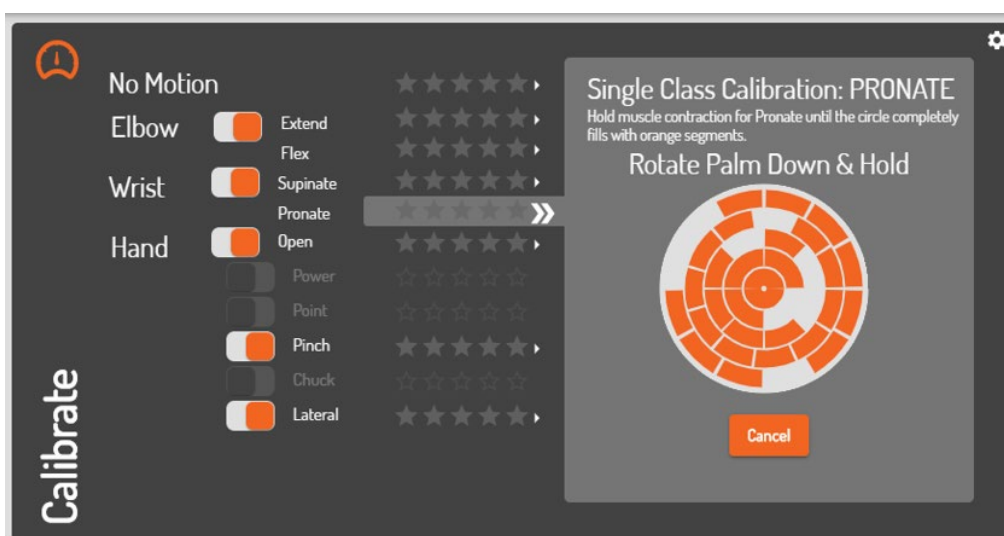 No Motion
Elbow
Extend
Flex
Wrist
Supinate
Pronate
Hand
Open
Power
Point
Pinch
Chuck
Lateral
Calibrate
Single Class Calibration: PRONATE
Hold muscle contraction for Pronate until the circle completely
fills with orange segments.
Rotate Palm Down & Hold
Cancel